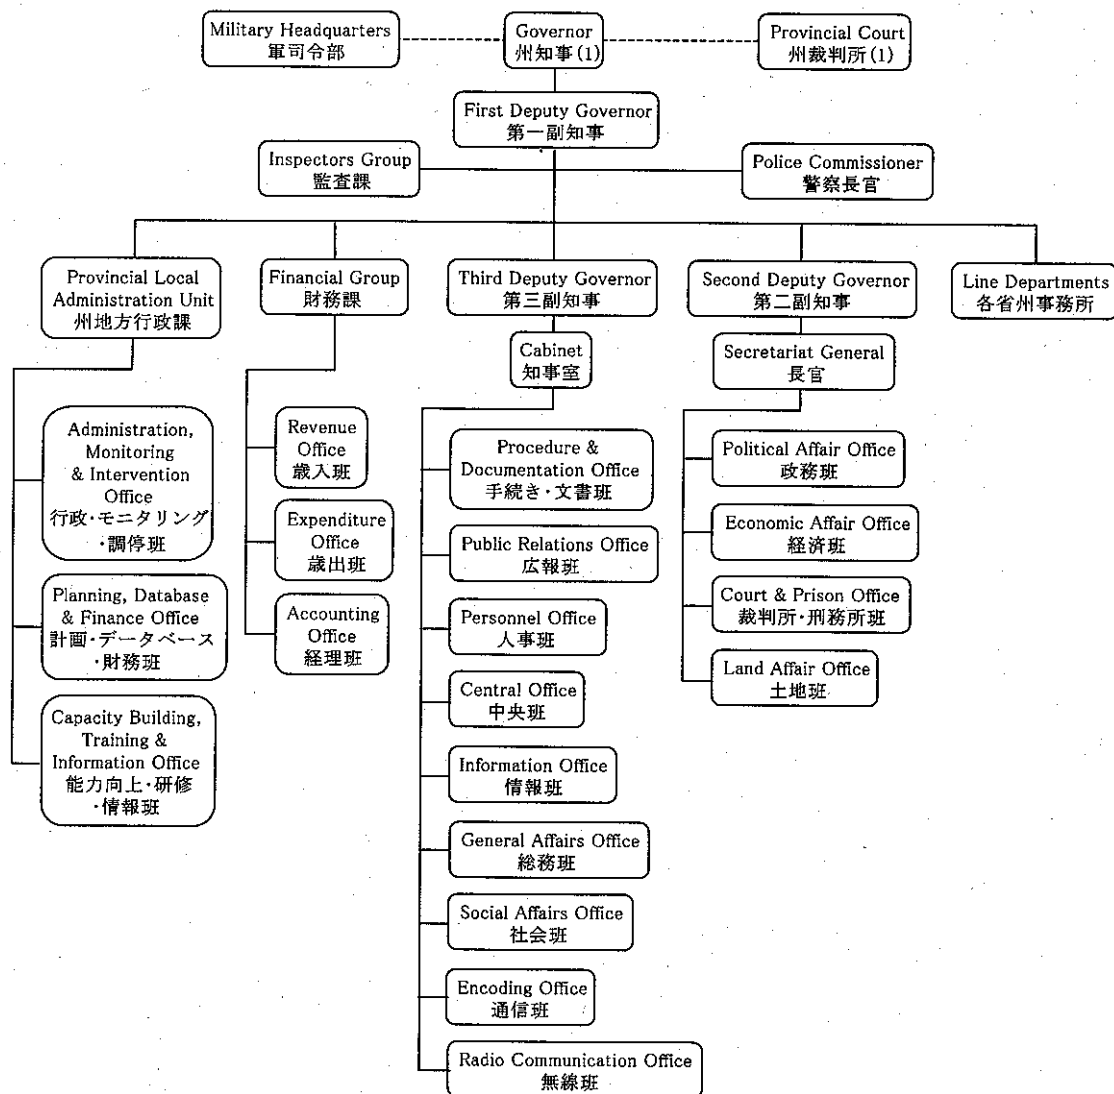 Military Headquarters
軍司令部
Governor
州知事(1)
Provincial Court
州裁判所(1)
First Deputy Governor
第一副知事
Inspectors Group
監査課
Police Commissioner
警察長官
Provincial Local
Administration Unit
州地方行政課
Financial Group
財務課
Third Deputy Governor
第三副知事
Second Deputy Governor
第二副知事
Line Departments
各省州事務所
Cabinet
知事室
Secretariat General
長官
Administration,
Monitoring
& Intervention
Office
行政・モニタリング
・調停班
Planning, Database
& Finance Office
計画・データベース
・財務班
Capacity Building,
Training &
Information Office
能力向上・研修
・情報班
Revenue
Office
歳入班
Expenditure
Office
歳出班
Accounting
Office
経理班
Procedure &
Documentation Office
手続き・文書班
Public Relations Office
広報班
Personnel Office
人事班
Central Office
中央班
Information Office
情報班
General Affairs Office
総務班
Social Affairs Office
社会班
Encoding Office
通信班
Radio Communication Office
無線班
Political Affair Office
政務班
Economic Affair Office
経済班
Court & Prison Office
裁判所・刑務所班
Land Affair Office
土地班